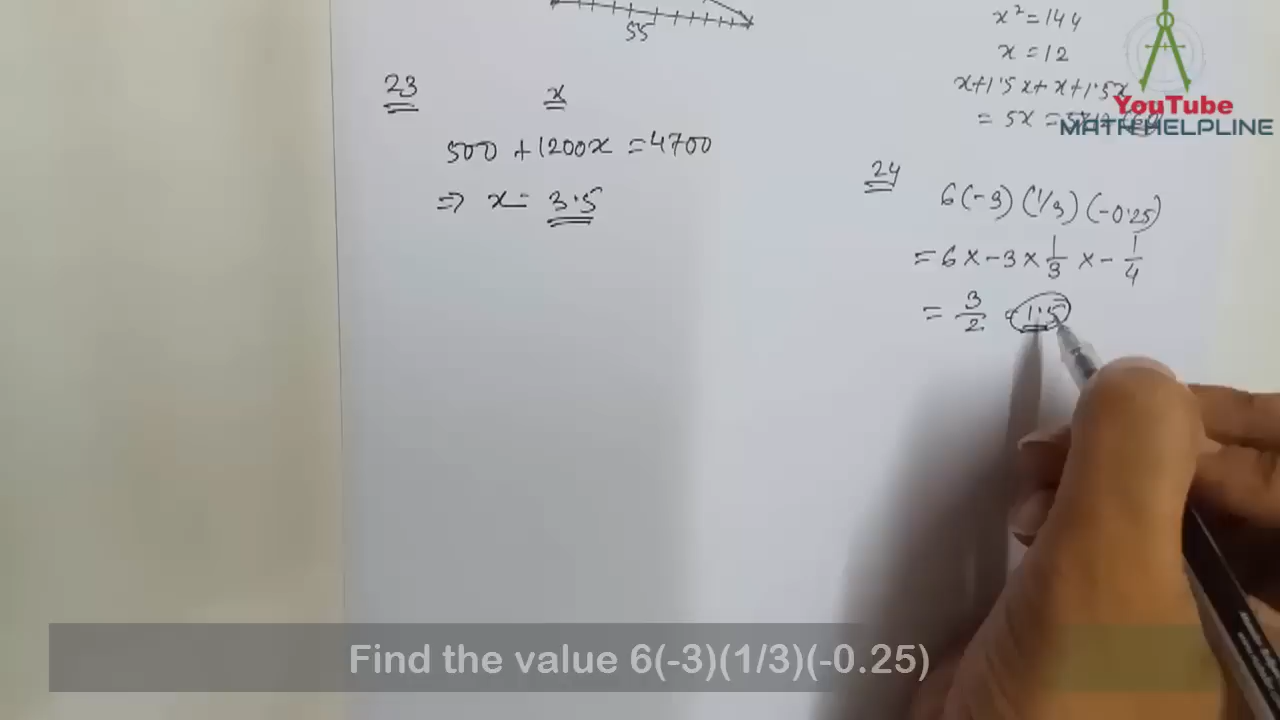 55
x² = 144
x = 12
x+1.5x+x+1.5x
= 5x =
YouTube
MATH HELPLINE
23
x
500 + 1200x = 4700
⇒ x = 3.5
24
6(-3)(1/3)(-0.25)
= 6 x -3 x 1/3 x - 1/4
= 3/2 = 1.5
Find the value 6(-3)(1/3)(-0.25)